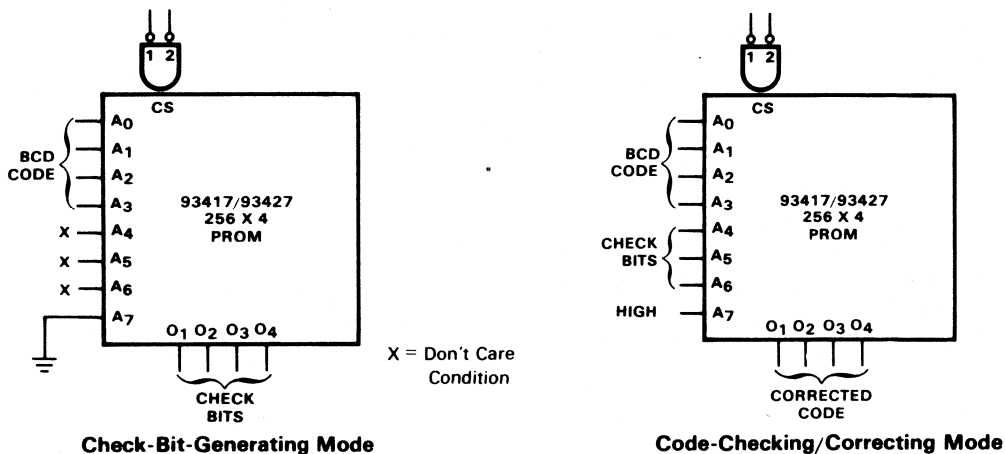 1 2
CS
A0
A1
A2
A3
A4
A5
A6
A7
BCD
CODE
X
X
X
93417/93427
256 X 4
PROM
O1 O2 O3 O4
CHECK
BITS
X = Don't Care
Condition
Check-Bit-Generating Mode
1 2
CS
A0
A1
A2
A3
A4
A5
A6
A7
BCD
CODE
CHECK
BITS
HIGH
93417/93427
256 X 4
PROM
O1 O2 O3 O4
CORRECTED
CODE
Code-Checking/Correcting Mode